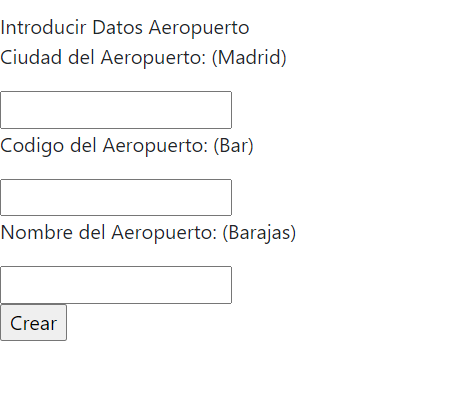 Introducir Datos Aeropuerto
Ciudad del Aeropuerto: (Madrid)
Codigo del Aeropuerto: (Bar)
Nombre del Aeropuerto: (Barajas)
Crear